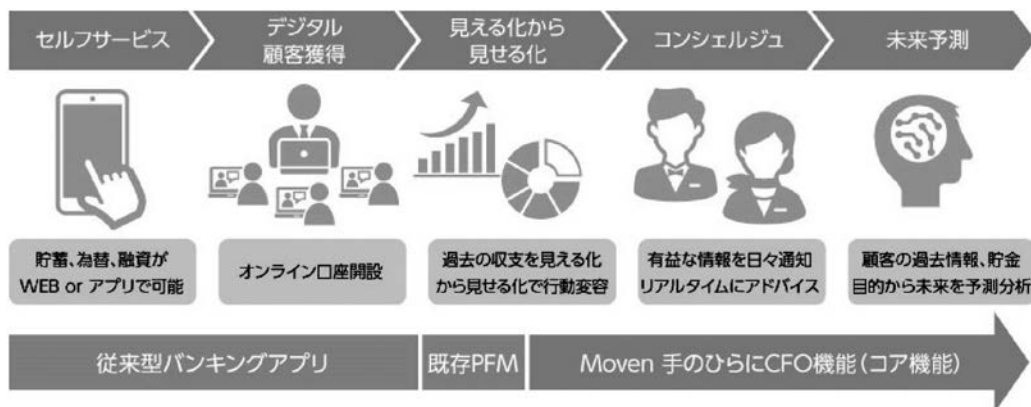 セルフサービス
デジタル
顧客獲得
見える化から
見せる化
コンシェルジュ
未来予測
貯蓄、為替、融資が
WEB or アプリで可能
オンライン口座開設
過去の収支を見える化
から見せる化で行動変容
有益な情報を日々通知
リアルタイムにアドバイス
顧客の過去情報、貯金
目的から未来を予測分析
従来型バンキングアプリ
既存PFM
Moven 手のひらにCFO機能(コア機能)